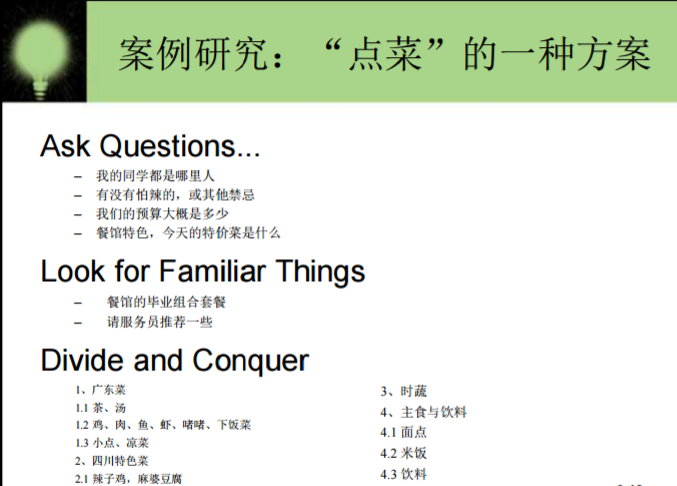 案例研究：“点菜”的一种方案
Ask Questions...
– 我的同学都是哪里人
– 有没有怕辣的，或其他禁忌
– 我们的预算大概是多少
– 餐馆特色，今天的特价菜是什么
Look for Familiar Things
– 餐馆的毕业组合套餐
– 请服务员推荐一些
Divide and Conquer
1、广东菜
1.1 茶、汤
1.2 鸡、肉、鱼、虾、啫啫、下饭菜
1.3 小点、凉菜
2、四川特色菜
2.1 辣子鸡，麻婆豆腐
3、时蔬
4、主食与饮料
4.1 面点
4.2 米饭
4.3 饮料